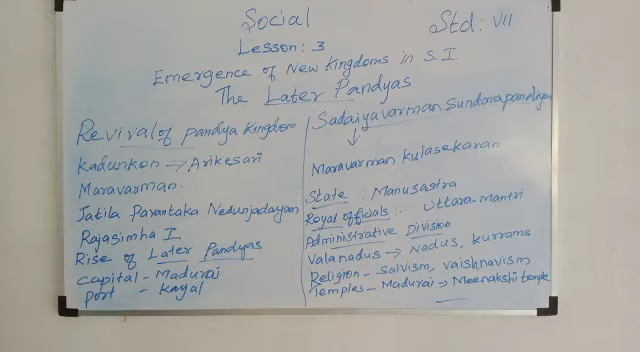 Social
Std: VII
Lesson: 3
Emergence of New Kingdoms in S.I.
The Later Pandyas
Revival of Pandya Kingdom
Kadunkon → Arikesari
Maravarman.
Jatila Parantaka Nedunjadayan
Rajasimha I
Rise of Later Pandyas
Capital - Madurai
Port - Kayal
Sadaiyavarman Sundarapandiyan
↓
Maravarman kulasekaran
State : Manusastra
Royal officials :- Uttara-Mantri
Administrative Division
Valanadus → Nadus, Kurrams
Religion - Saivism, Vaishnavism
Temples - Madurai → Meenakshi temple